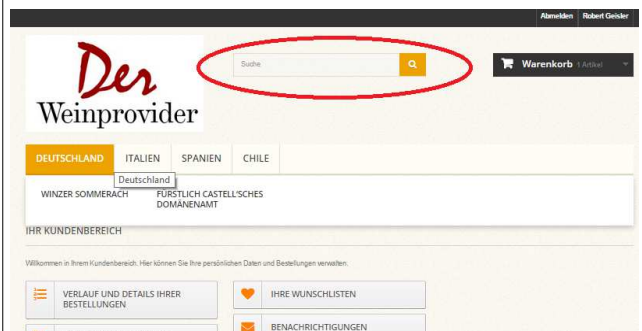 Abmelden Robert Geisler
Der
Weinprovider
Suche
Warenkorb 1 Artikel
DEUTSCHLAND ITALIEN SPANIEN CHILE
Deutschland
WINZER SOMMERACH FÜRSTLICH CASTELL'SCHES
DOMÄNENAMT
IHR KUNDENBEREICH
Willkommen in Ihrem Kundenbereich. Hier können Sie Ihre persönlichen Daten und Bestellungen verwalten.
VERLAUF UND DETAILS IHRER
BESTELLUNGEN
IHRE WUNSCHLISTEN
BENACHRICHTIGUNGEN